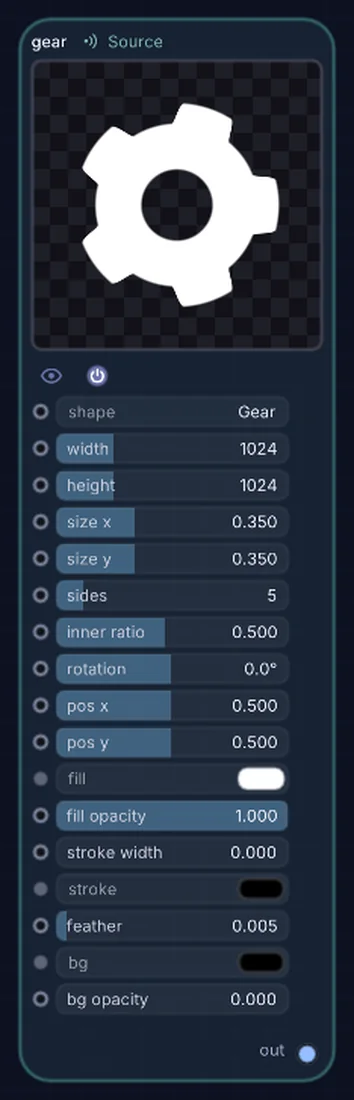 gear Source
shape Gear
width 1024
height 1024
size x 0.350
size y 0.350
sides 5
inner ratio 0.500
rotation 0.0°
pos x 0.500
pos y 0.500
fill
fill opacity 1.000
stroke width 0.000
stroke
feather 0.005
bg
bg opacity 0.000
out